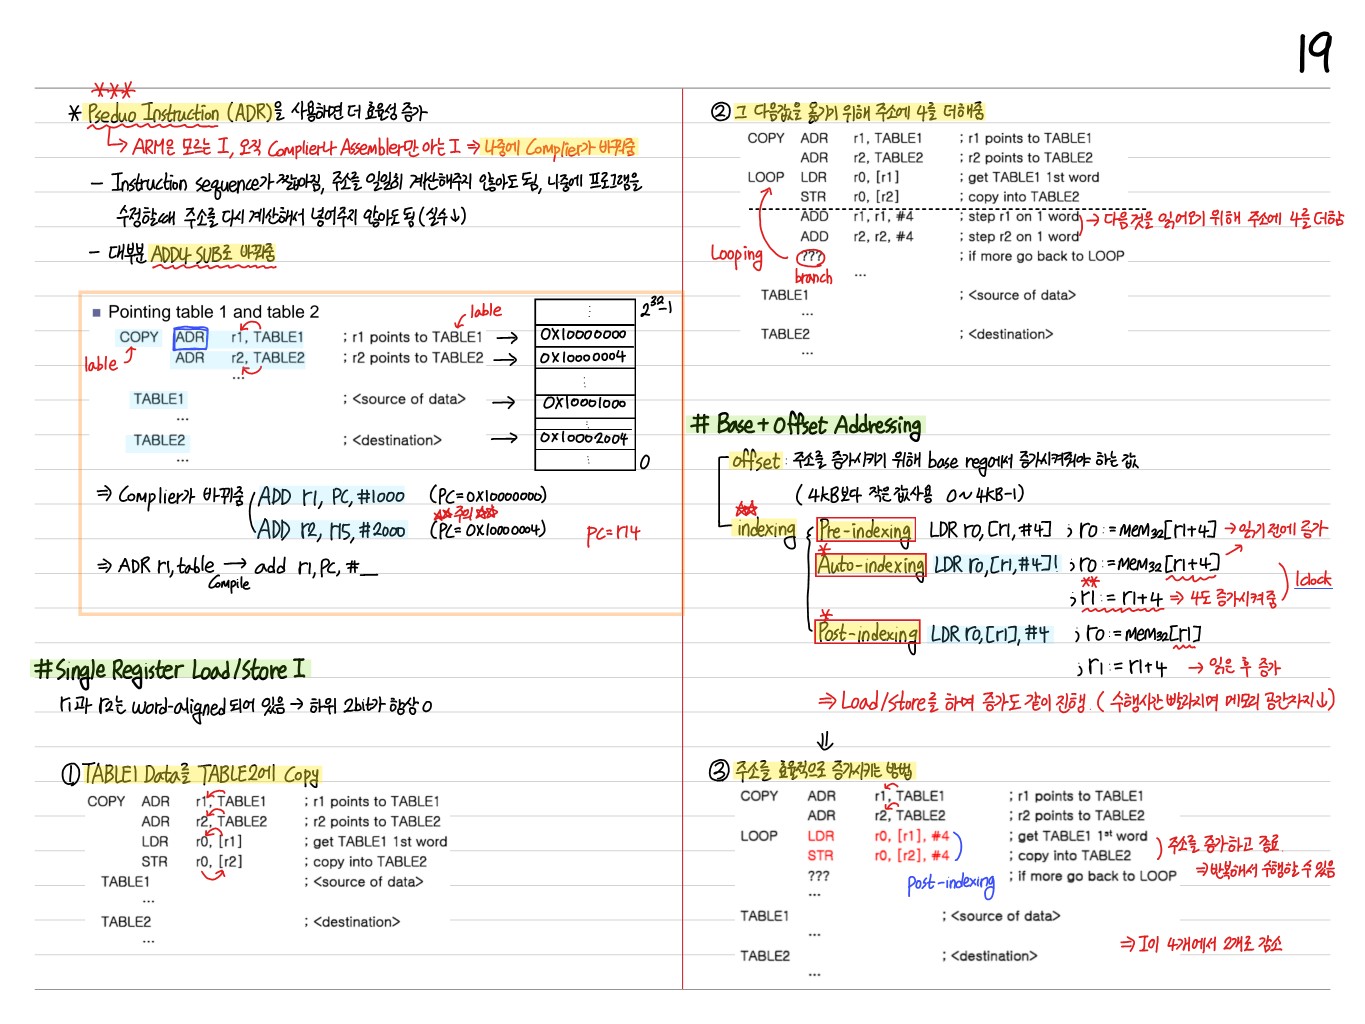 19
* Pseduo Instruction (ADR)을 사용하면 더 효율성 증가
↳ ARM은 모르는 I, 오직 Complier나 Assembler만 아는 I ⇒ 나중에 Complier가 바꿔줌
- Instruction sequence가 작아짐, 주소를 일일히 계산해주지 않아도 됨, 나중에 프로그램을
수정할때 주소를 다시 계산해서 넣어주지 않아도 됨 (실수↓)
- 대부분 ADD나 SUB로 바꿔줌
■ Pointing table 1 and table 2
lable
COPY ADR r1, TABLE1 ; r1 points to TABLE1 →
lable
ADR r2, TABLE2 ; r2 points to TABLE2 →
...
TABLE1 ; <source of data> →
...
TABLE2 ; <destination> →
...
2^32-1
⋮
0X10000000
0X10000004
⋮
0X10001000
⋮
0X10002004
⋮
0
⇒ Complier가 바꿔줌 ADD r1, PC, #1000 (PC=0X10000000)
☆☆주의☆☆
ADD r2, r15, #2000 (PC=0X10000004) PC=r14
⇒ ADR r1, table → add r1, PC, #_
Compile
# Single Register Load/Store I
r1과 r2는 word-aligned 되어 있음 → 하위 2bit가 항상 0
① TABLE1 Data를 TABLE2에 Copy
COPY ADR r1, TABLE1 ; r1 points to TABLE1
ADR r2, TABLE2 ; r2 points to TABLE2
LDR r0, [r1] ; get TABLE1 1st word
STR r0, [r2] ; copy into TABLE2
TABLE1 ; <source of data>
...
TABLE2 ; <destination>
...
② 그 다음값을 옮기기 위해 주소에 4를 더해줌
COPY ADR r1, TABLE1 ; r1 points to TABLE1
ADR r2, TABLE2 ; r2 points to TABLE2
LOOP LDR r0, [r1] ; get TABLE1 1st word
STR r0, [r2] ; copy into TABLE2
ADD r1, r1, #4 ; step r1 on 1 word → 다음것을 읽어오기 위해 주소에 4를 더함
ADD r2, r2, #4 ; step r2 on 1 word
Looping
??? ; if more go back to LOOP
branch
...
TABLE1 ; <source of data>
...
TABLE2 ; <destination>
...
# Base + Offset Addressing
offset : 주소를 증가시키기 위해 base reg에서 증가시켜줘야 하는 값
(4KB보다 작은 값사용 0~4KB-1)
☆☆
indexing
Pre-indexing LDR r0, [r1, #4] ; r0 := mem32[r1+4] → 읽기 전에 증가
* Auto-indexing LDR r0, [r1, #4]! ; r0 := mem32[r1+4]
** ; r1 := r1+4 ⇒ 4도 증가시켜줌
1clock
* Post-indexing LDR r0, [r1], #4 ; r0 := mem32[r1]
; r1 := r1+4 → 읽은 후 증가
⇒ Load/Store를 하며 증가도 같이 진행. (수행시간 빨라지며 메모리 공간차지↓)
⇓
③ 주소를 효율적으로 증가시키는 방법
COPY ADR r1, TABLE1 ; r1 points to TABLE1
ADR r2, TABLE2 ; r2 points to TABLE2
LOOP LDR r0, [r1], #4 ; get TABLE1 1st word
STR r0, [r2], #4 ; copy into TABLE2
주소를 증가하고 종료.
⇒ 반복해서 수행할 수 있음
??? ; if more go back to LOOP
Post-indexing
...
TABLE1 ; <source of data>
...
⇒ I이 4개에서 2개로 감소
TABLE2 ; <destination>
...